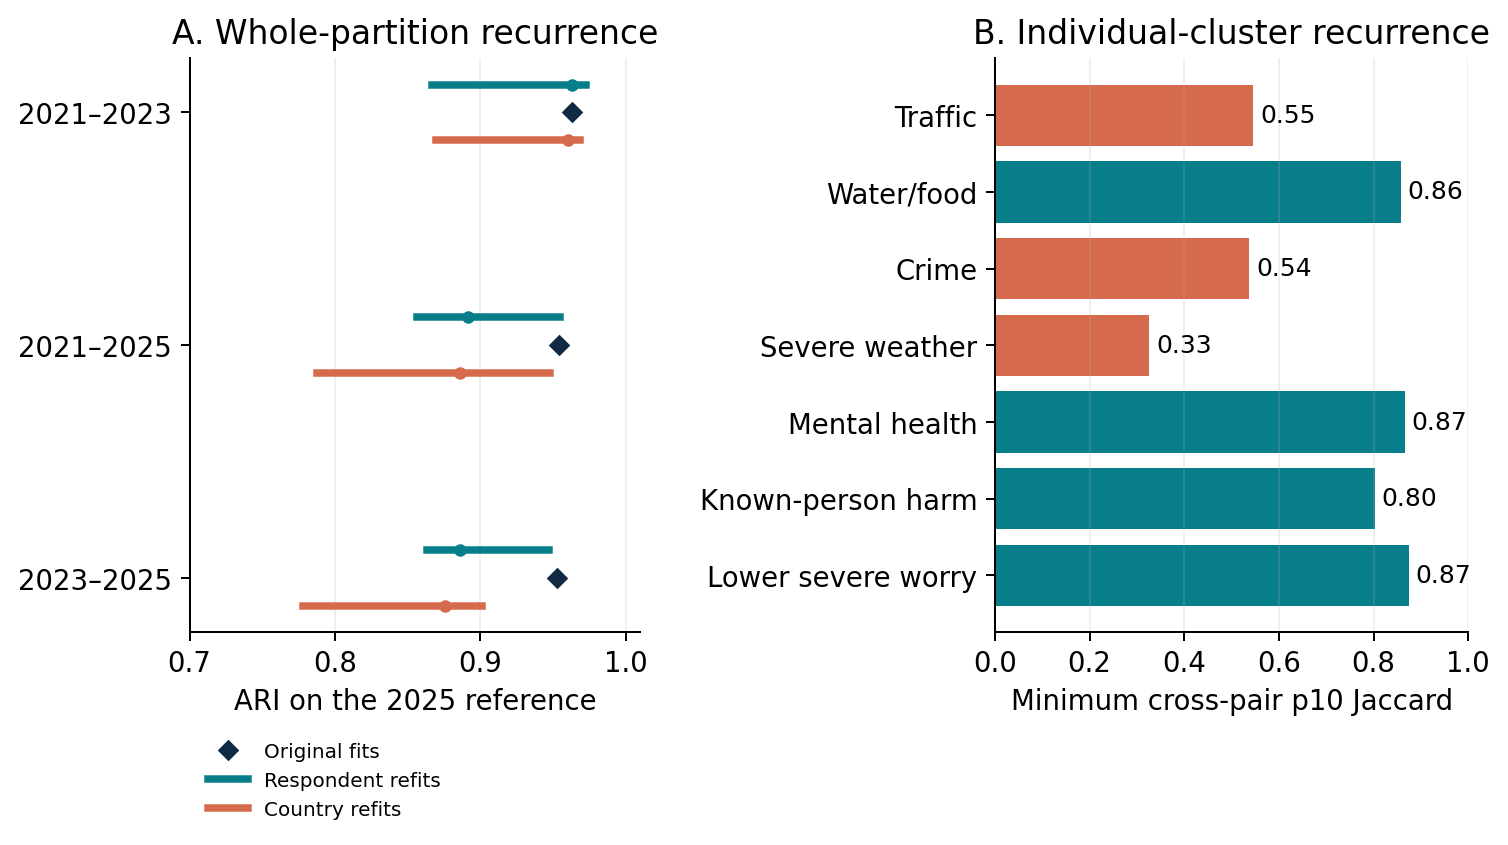 A. Whole-partition recurrence
2021–2023
2021–2025
2023–2025
0.7 0.8 0.9 1.0
ARI on the 2025 reference
Original fits
Respondent refits
Country refits
B. Individual-cluster recurrence
Traffic 0.55
Water/food 0.86
Crime 0.54
Severe weather 0.33
Mental health 0.87
Known-person harm 0.80
Lower severe worry 0.87
0.0 0.2 0.4 0.6 0.8 1.0
Minimum cross-pair p10 Jaccard